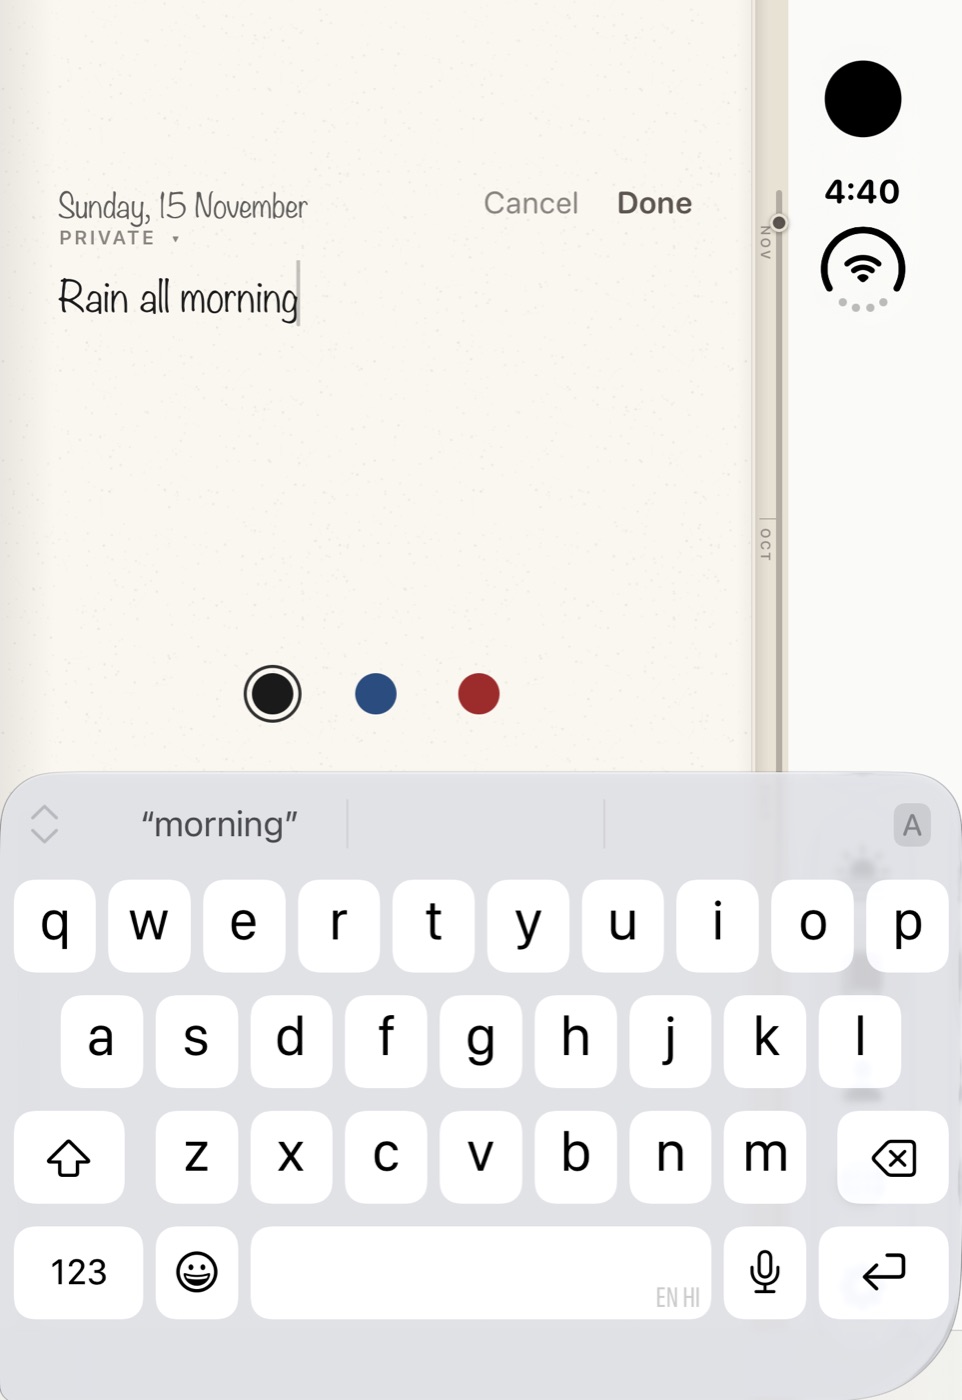 Sunday, 15 November
Cancel Done
PRIVATE
Rain all morning
NOV
OCT
4:40
“morning”
A
q w e r t y u i o p
a s d f g h j k l
z x c v b n m
123
EN HI